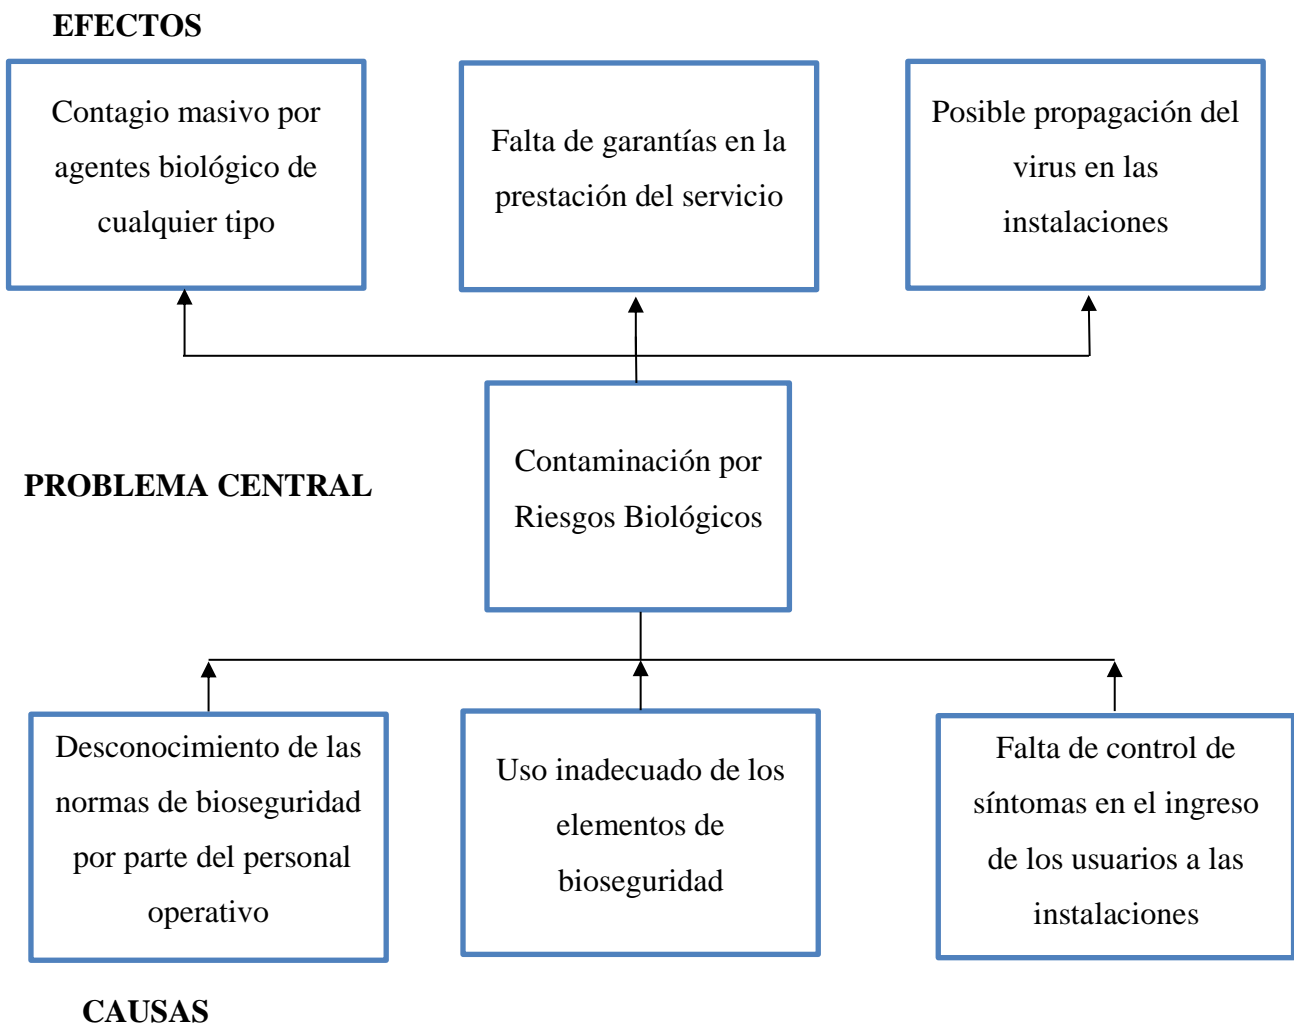 EFECTOS
Contagio masivo por
agentes biológico de
cualquier tipo
Falta de garantías en la
prestación del servicio
Posible propagación del
virus en las
instalaciones
PROBLEMA CENTRAL
Contaminación por
Riesgos Biológicos
Desconocimiento de las
normas de bioseguridad
por parte del personal
operativo
Uso inadecuado de los
elementos de
bioseguridad
Falta de control de
síntomas en el ingreso
de los usuarios a las
instalaciones
CAUSAS